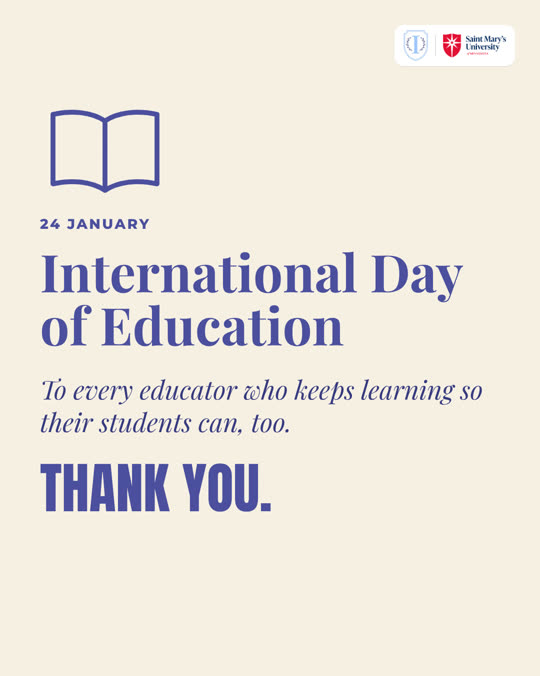 Saint Mary's
University
24 JANUARY
International Day
of Education
To every educator who keeps learning so
their students can, too.
THANK YOU.